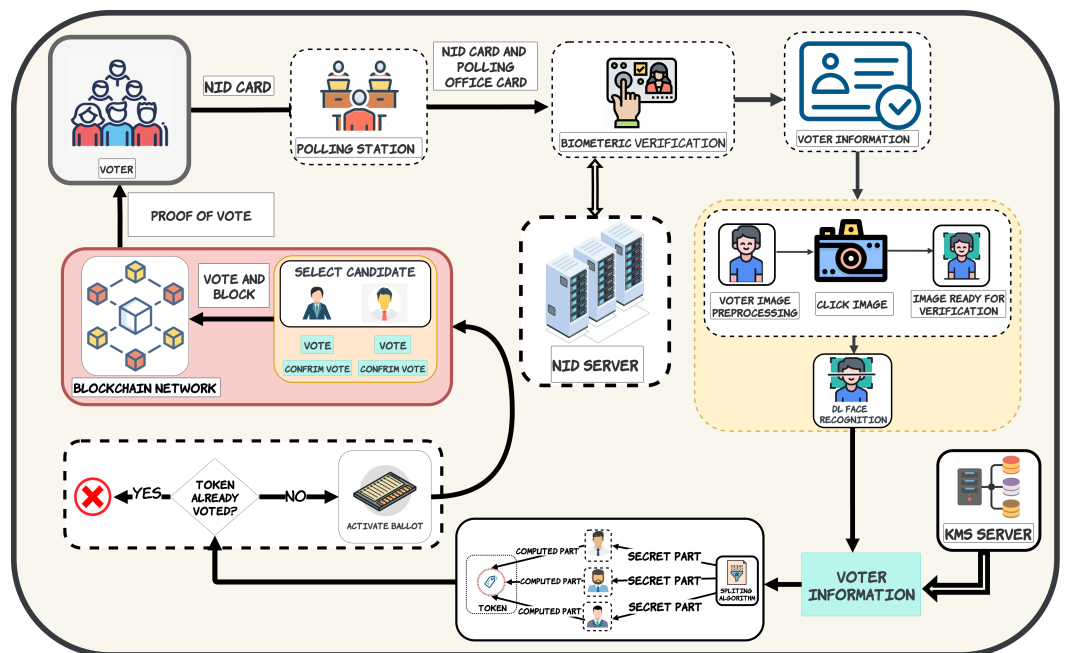 NID CARD
NID CARD AND
POLLING
OFFICE CARD
VOTER
POLLING STATION
BIOMETERIC VERIFICATION
VOTER INFORMATION
PROOF OF VOTE
VOTE AND
BLOCK
SELECT CANDIDATE
VOTE
VOTE
CONFRIM VOTE
CONFRIM VOTE
BLOCKCHAIN NETWORK
NID SERVER
VOTER IMAGE
PREPROCESSING
CLICK IMAGE
IMAGE READY FOR
VERIFICATION
DL FACE
RECOGNITION
YES
TOKEN
ALREADY
VOTED?
NO
ACTIVATE BALLOT
KMS SERVER
COMPUTED PART
SECRET PART
COMPUTED PART
SECRET PART
COMPUTED PART
SECRET PART
TOKEN
SPLITING
ALGORITHM
VOTER
INFORMATION